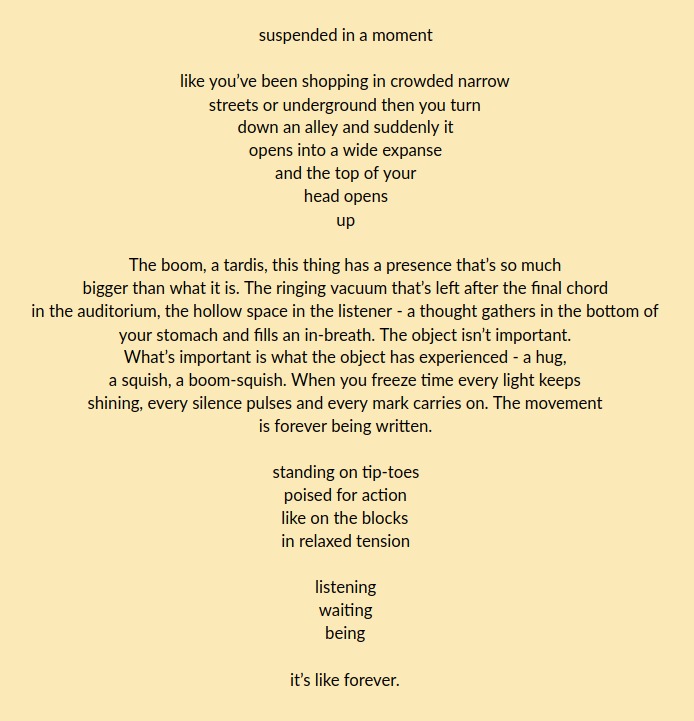 suspended in a moment
like you’ve been shopping in crowded narrow
streets or underground then you turn
down an alley and suddenly it
opens into a wide expanse
and the top of your
head opens
up
The boom, a tardis, this thing has a presence that’s so much
bigger than what it is. The ringing vacuum that’s left after the final chord
in the auditorium, the hollow space in the listener - a thought gathers in the bottom of
your stomach and fills an in-breath. The object isn’t important.
What’s important is what the object has experienced - a hug,
a squish, a boom-squish. When you freeze time every light keeps
shining, every silence pulses and every mark carries on. The movement
is forever being written.
standing on tip-toes
poised for action
like on the blocks
in relaxed tension
listening
waiting
being
it’s like forever.